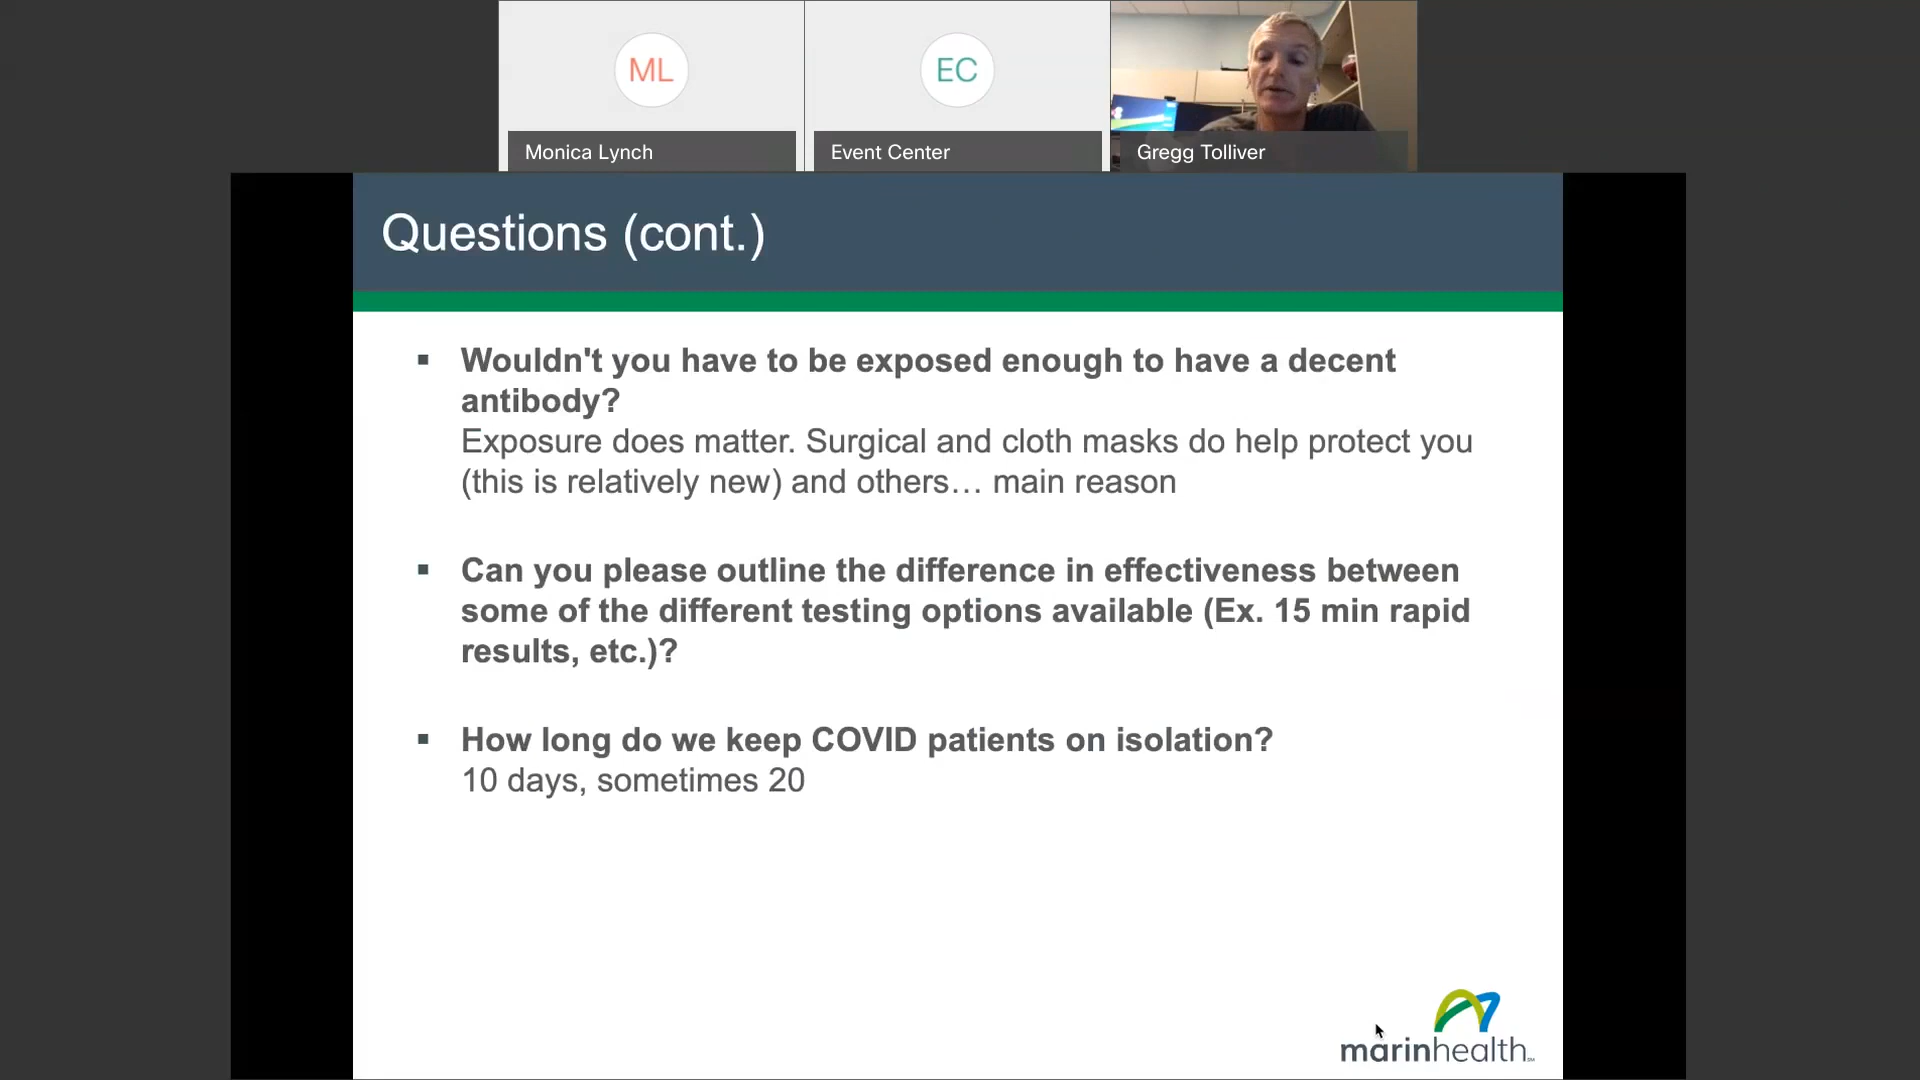 ML
EC
Monica Lynch
Event Center
Gregg Tolliver
Questions (cont.)
▪ Wouldn't you have to be exposed enough to have a decent
antibody?
Exposure does matter. Surgical and cloth masks do help protect you
(this is relatively new) and others… main reason
▪ Can you please outline the difference in effectiveness between
some of the different testing options available (Ex. 15 min rapid
results, etc.)?
▪ How long do we keep COVID patients on isolation?
10 days, sometimes 20
marinhealth